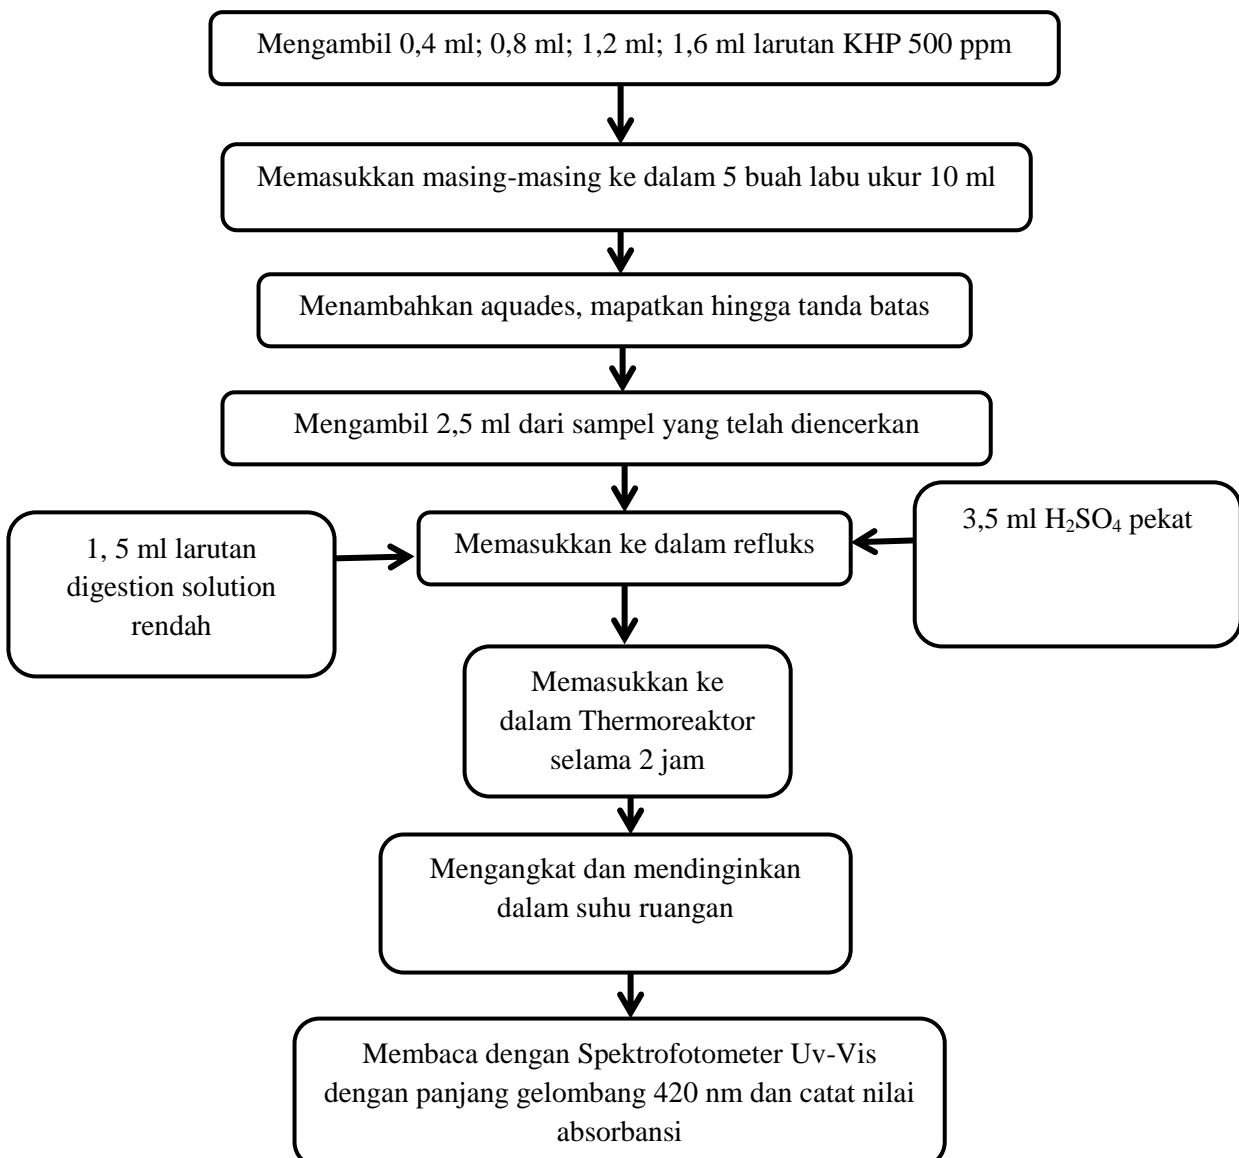 Mengambil 0,4 ml; 0,8 ml; 1,2 ml; 1,6 ml larutan KHP 500 ppm
Memasukkan masing-masing ke dalam 5 buah labu ukur 10 ml
Menambahkan aquades, mapatkan hingga tanda batas
Mengambil 2,5 ml dari sampel yang telah diencerkan
1, 5 ml larutan
digestion solution
rendah
Memasukkan ke dalam refluks
3,5 ml H₂SO₄ pekat
Memasukkan ke
dalam Thermoreaktor
selama 2 jam
Mengangkat dan mendinginkan
dalam suhu ruangan
Membaca dengan Spektrofotometer Uv-Vis
dengan panjang gelombang 420 nm dan catat nilai
absorbansi